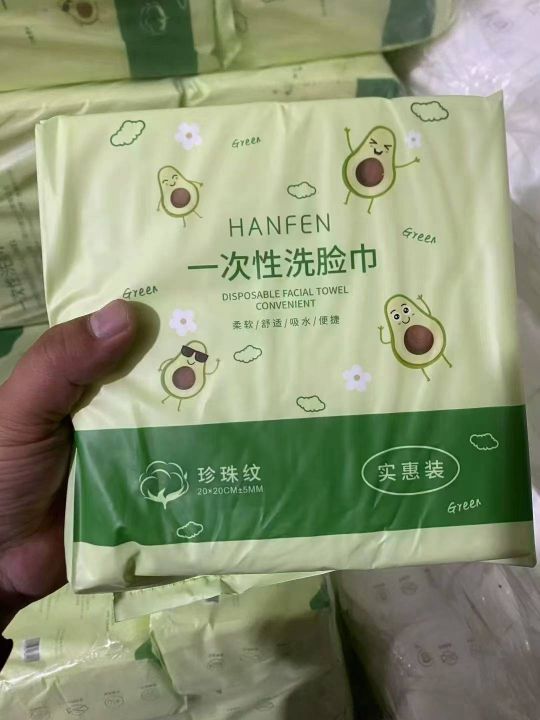 Green
HANFEN
Green
一次性洗脸巾
DISPOSABLE FACIAL TOWEL
CONVENIENT
Green
柔软/舒适/吸水/便捷
珍珠纹
20×20CM±5MM
实惠装
Green